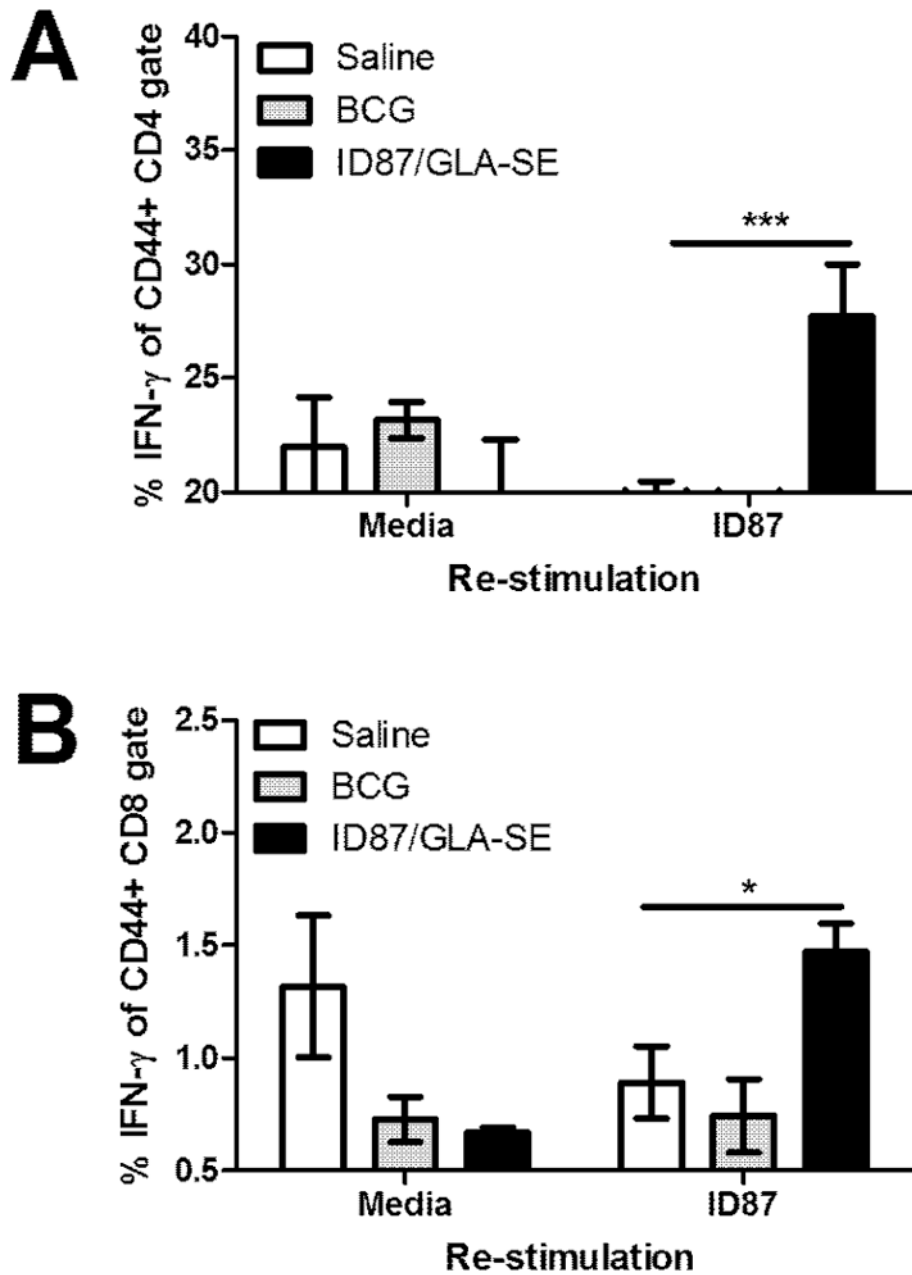 A
% IFN-γ of CD44+ CD4 gate
40
35
30
25
20
Saline
BCG
ID87/GLA-SE
***
Media
ID87
Re-stimulation
B
% IFN-γ of CD44+ CD8 gate
2.5
2.0
1.5
1.0
0.5
Saline
BCG
ID87/GLA-SE
*
Media
ID87
Re-stimulation